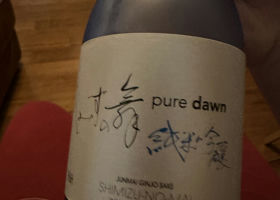 pure dawn
純米吟醸
JUNMAI GINJO SAKE
SHIMIZU-NO-MAI